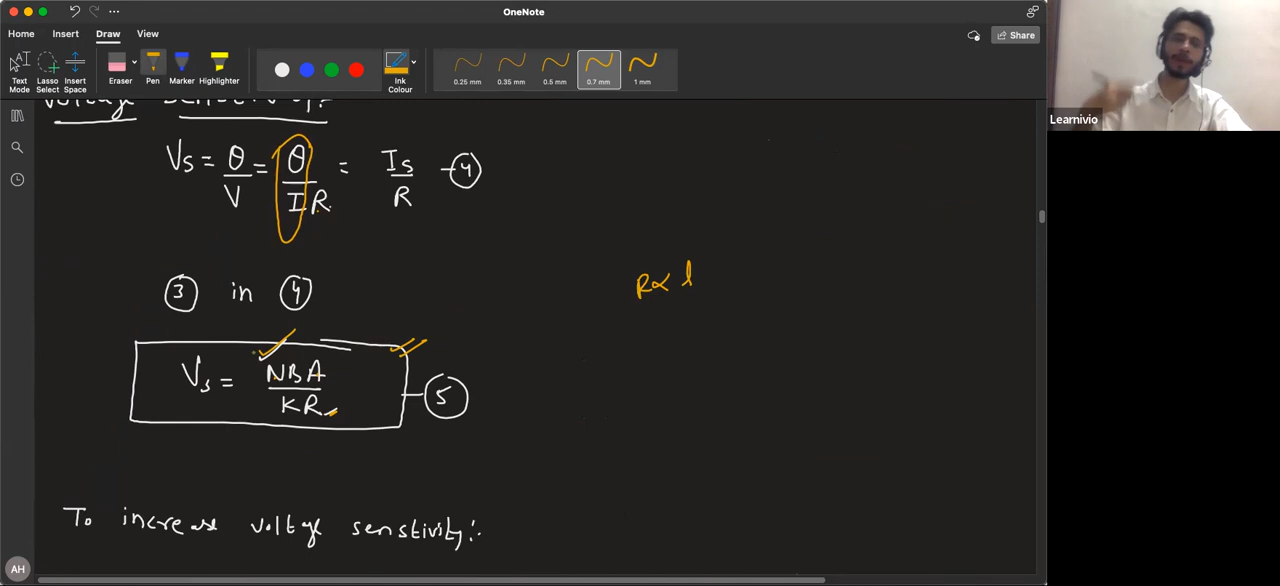 OneNote
Home Insert Draw View
Share
Text Mode
Lasso Select
Insert Space
Eraser
Pen
Marker
Highlighter
Ink Colour
0.25 mm
0.35 mm
0.5 mm
0.7 mm
1 mm
Learnivio
Voltage
Vs = θ/V = θ/IR = Is/R - 4
3 in 4
R ∝ l
Vs = NBA/KR - 5
To increase voltage senstivity:
AH